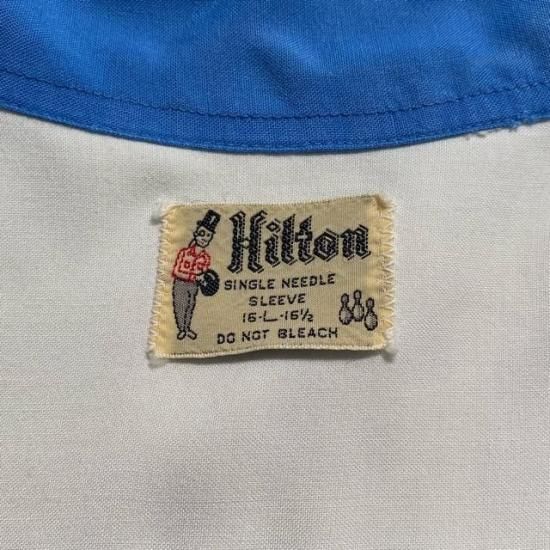 Hilton
SINGLE NEEDLE
SLEEVE
16-L-16½
DO NOT BLEACH